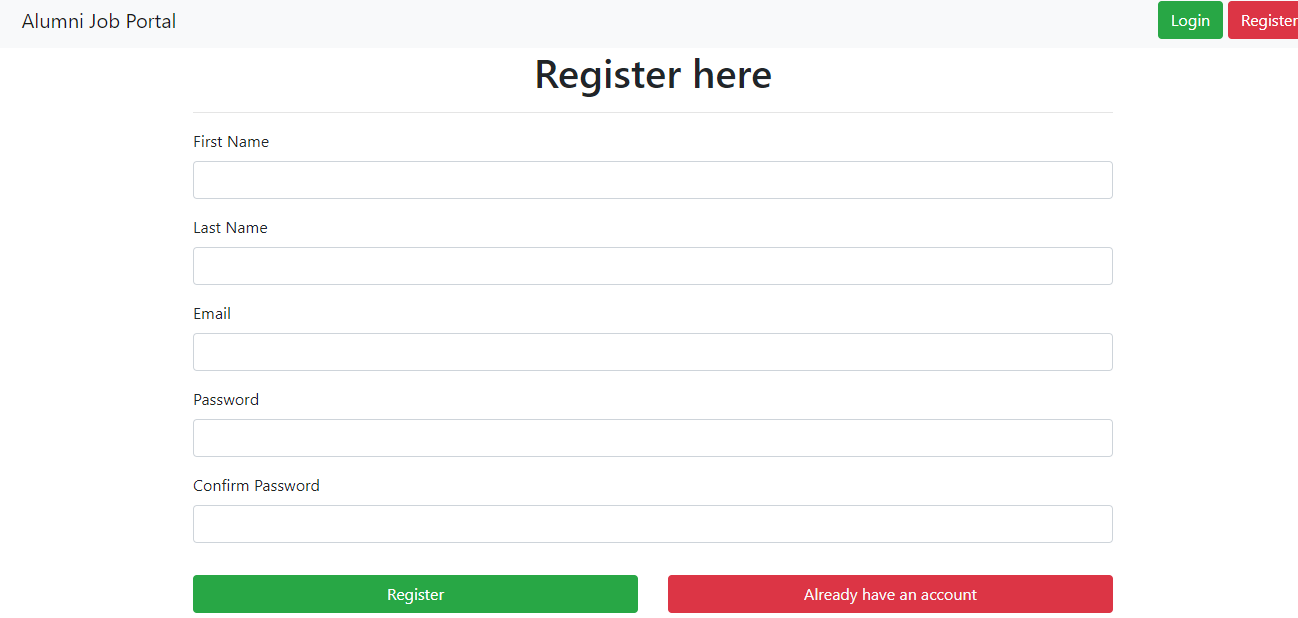 Alumni Job Portal
Login
Register
Register here
First Name
Last Name
Email
Password
Confirm Password
Register
Already have an account